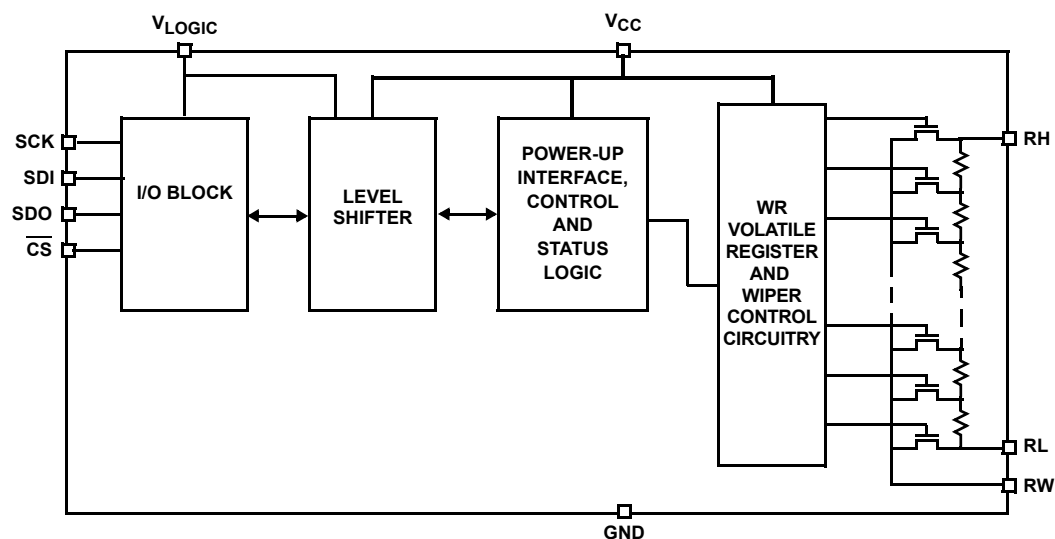 VLOGIC
VCC
SCK
SDI
SDO
CS
I/O BLOCK
LEVEL
SHIFTER
POWER-UP
INTERFACE,
CONTROL
AND
STATUS
LOGIC
WR
VOLATILE
REGISTER
AND
WIPER
CONTROL
CIRCUITRY
RH
RL
RW
GND